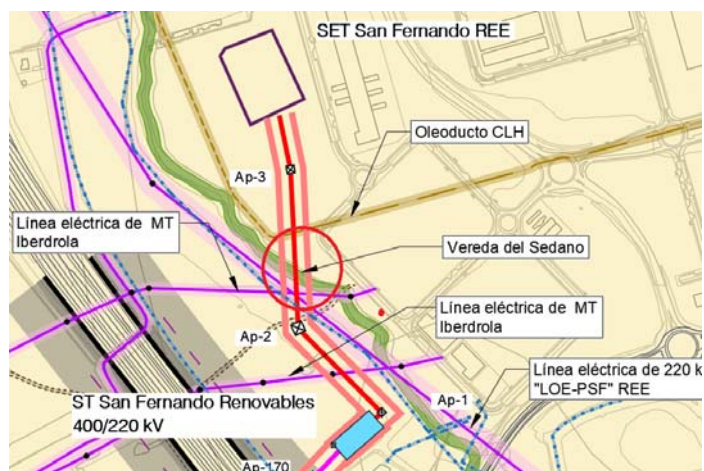 SET San Fernando REE
Oleoducto CLH
Ap-3
Línea eléctrica de MT
Iberdrola
Vereda del Sedano
Línea eléctrica de MT
Iberdrola
Ap-2
Línea eléctrica de 220 k
"LOE-PSF" REE
Ap-1
ST San Fernando Renovables
400/220 kV
Ap-170